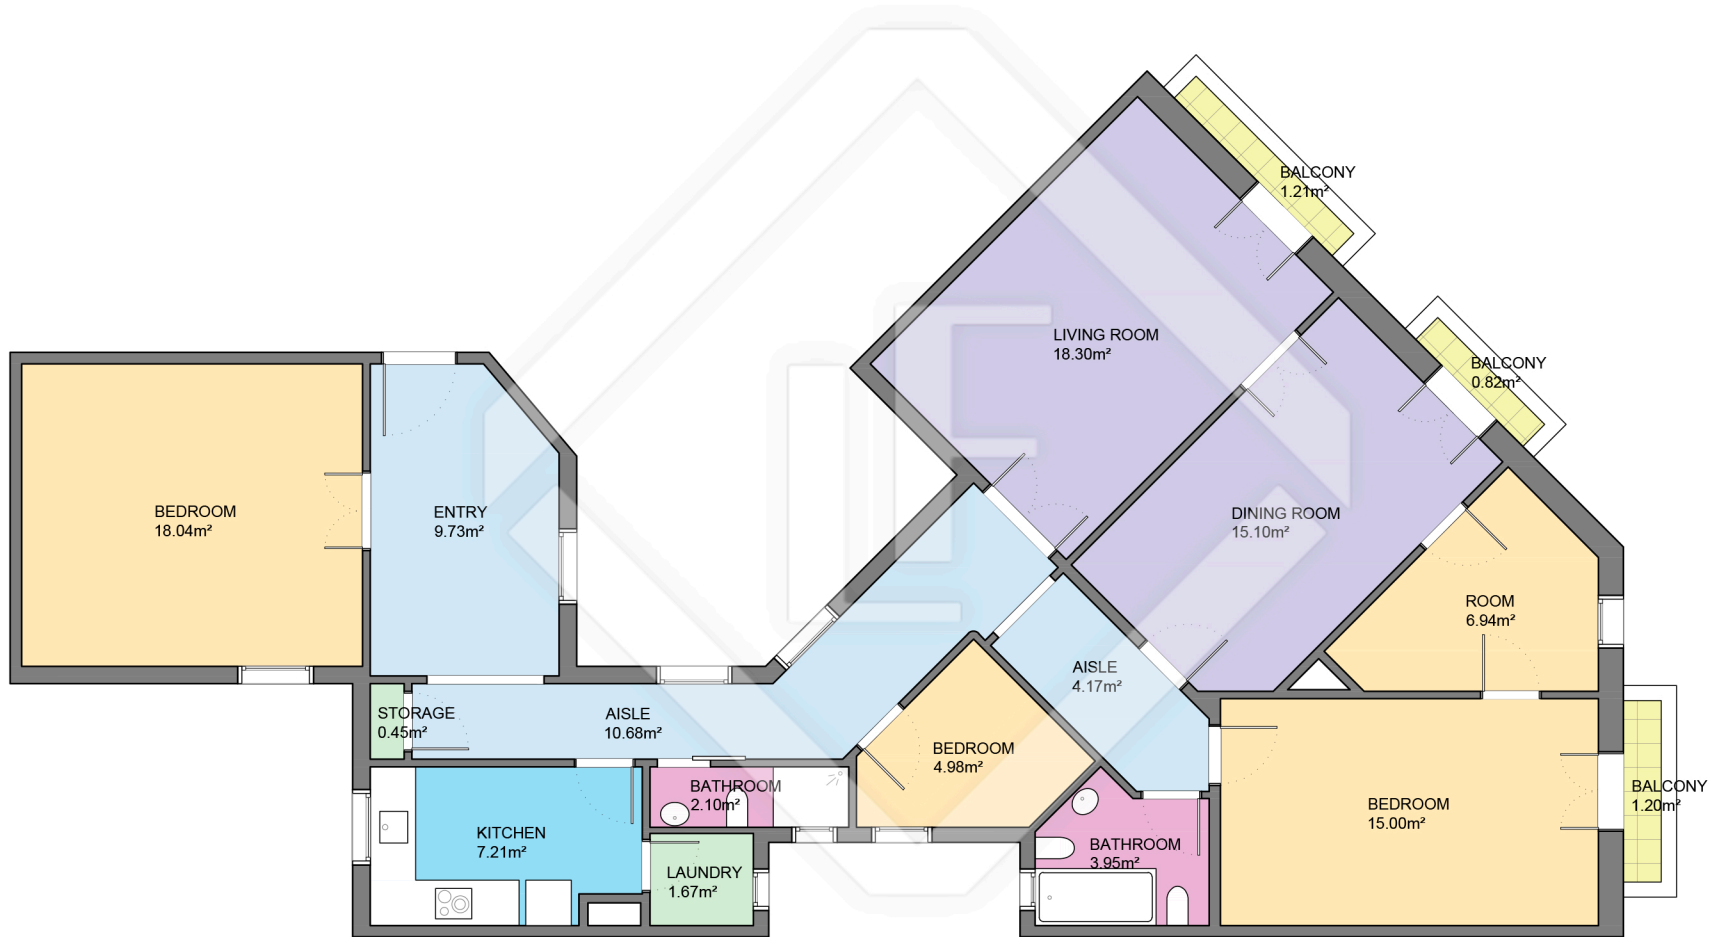 BALCONY
1.21m²
LIVING ROOM
18.30m²
BALCONY
0.82m²
BEDROOM
18.04m²
ENTRY
9.73m²
DINING ROOM
15.10m²
ROOM
6.94m²
AISLE
4.17m²
STORAGE
0.45m²
AISLE
10.68m²
BEDROOM
4.98m²
BATHROOM
2.10m²
BALCONY
1.20m²
BEDROOM
15.00m²
KITCHEN
7.21m²
BATHROOM
3.95m²
LAUNDRY
1.67m²